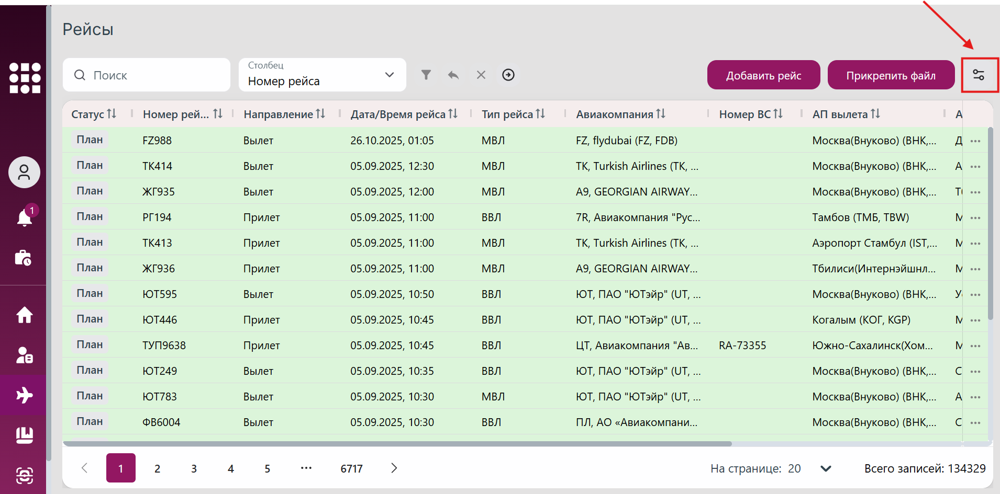 Рейсы
Поиск
Столбец
Номер рейса
Добавить рейс
Прикрепить файл
1
Статус Номер рей... Направление Дата/Время рейса Тип рейса Авиакомпания Номер ВС АП вылета А
План FZ988 Вылет 26.10.2025, 01:05 МВЛ FZ, flydubai (FZ, FDB) Москва(Внуково) (ВНК,... Д ...
План ТК414 Вылет 05.09.2025, 12:30 МВЛ ТК, Turkish Airlines (ТК, ... Москва(Внуково) (ВНК,... А ...
План ЖГ935 Вылет 05.09.2025, 12:00 МВЛ А9, GEORGIAN AIRWAY... Москва(Внуково) (ВНК,... Тб ...
План РГ194 Прилет 05.09.2025, 11:00 ВВЛ 7R, Авиакомпания "Рус... Тамбов (ТМБ, TBW) М ...
План ТК413 Прилет 05.09.2025, 11:00 МВЛ ТК, Turkish Airlines (ТК, ... Аэропорт Стамбул (IST,... М ...
План ЖГ936 Прилет 05.09.2025, 11:00 МВЛ А9, GEORGIAN AIRWAY... Тбилиси(Интернэйшнл... М ...
План ЮТ595 Вылет 05.09.2025, 10:50 ВВЛ ЮТ, ПАО "ЮТэйр" (UT, ... Москва(Внуково) (ВНК,... Ус ...
План ЮТ446 Прилет 05.09.2025, 10:45 ВВЛ ЮТ, ПАО "ЮТэйр" (UT, ... Когалым (КОГ, KGP) М ...
План ТУП9638 Прилет 05.09.2025, 10:45 ВВЛ ЦТ, Авиакомпания "Ав... RA-73355 Южно-Сахалинск(Хом... М ...
План ЮТ249 Вылет 05.09.2025, 10:35 ВВЛ ЮТ, ПАО "ЮТэйр" (UT, ... Москва(Внуково) (ВНК,... С ...
План ЮТ783 Вылет 05.09.2025, 10:30 МВЛ ЮТ, ПАО "ЮТэйр" (UT, ... Москва(Внуково) (ВНК,... А ...
План ФВ6004 Вылет 05.09.2025, 10:30 ВВЛ ПЛ, АО «Авиакомпани... Москва(Внуково) (ВНК,... С ...
1 2 3 4 5 ... 6717 На странице: 20 Всего записей: 134329